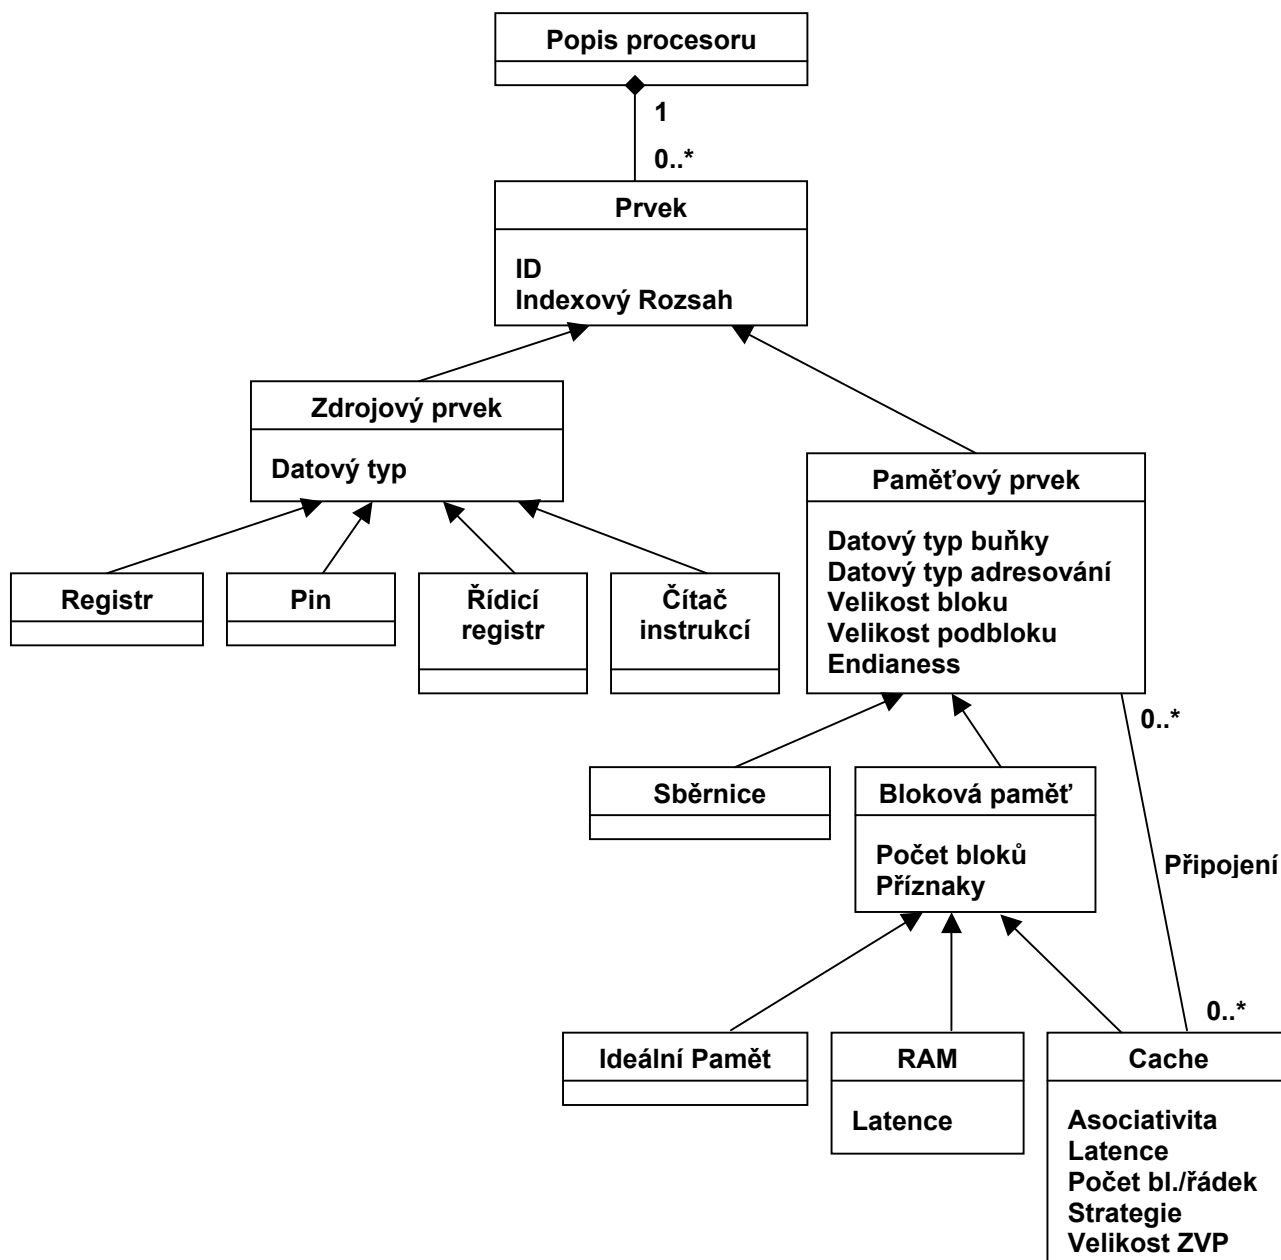 Popis procesoru
1
0..*
Prvek
ID
Indexový Rozsah
Zdrojový prvek
Datový typ
Paměťový prvek
Datový typ buňky
Datový typ adresování
Velikost bloku
Velikost podbloku
Endianess
Registr
Pin
Řídicí
registr
Čítač
instrukcí
0..*
Sběrnice
Bloková paměť
Počet bloků
Příznaky
Připojení
0..*
Ideální Pamět
RAM
Latence
Cache
Asociativita
Latence
Počet bl./řádek
Strategie
Velikost ZVP